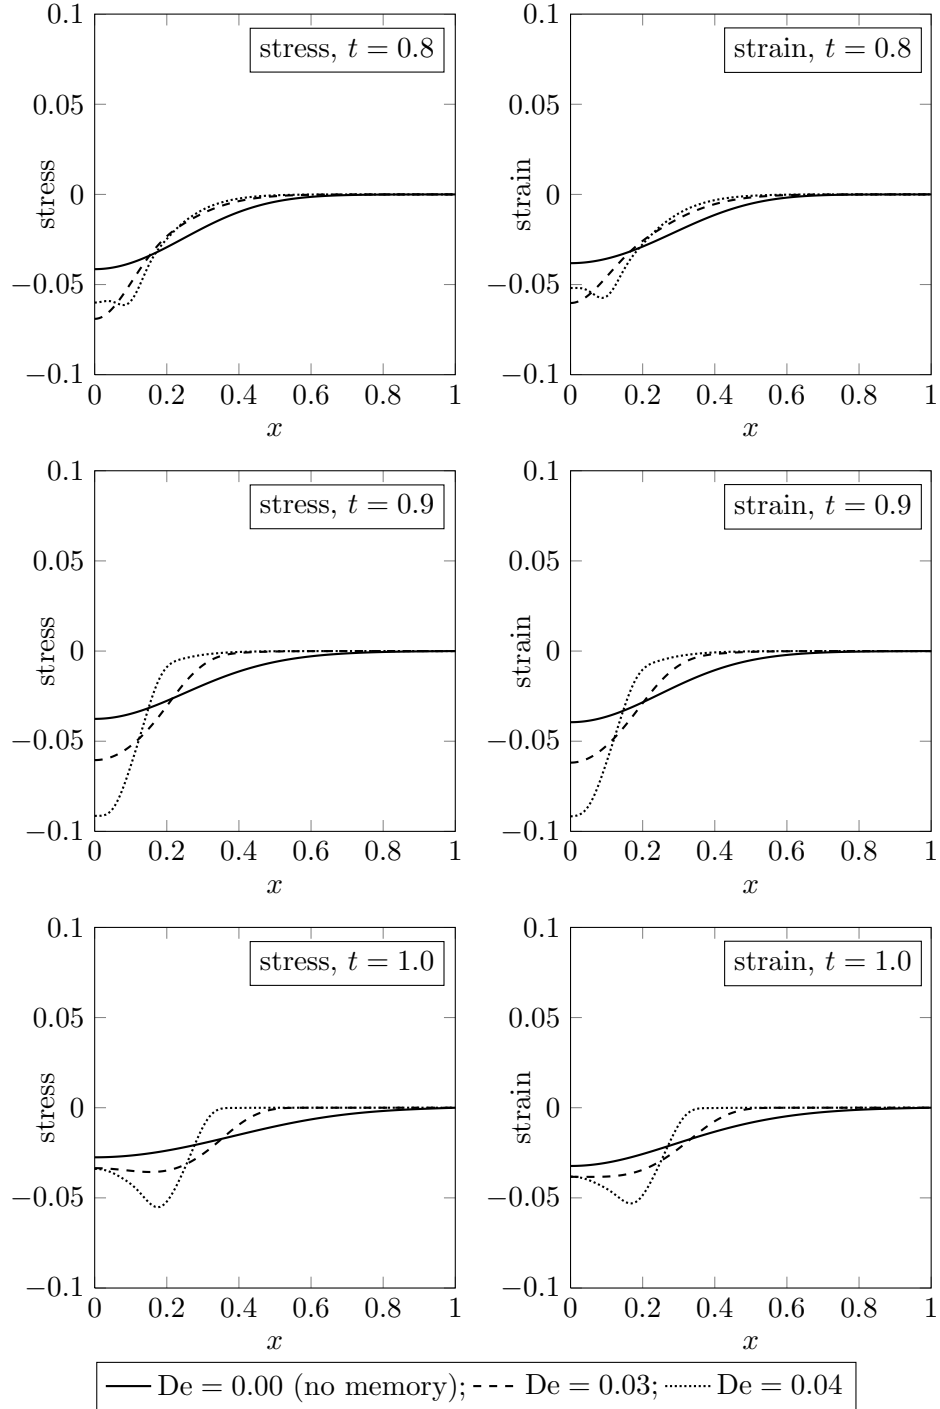 0.1
0.05
0
−0.05
−0.1
stress
stress, t = 0.8
0 0.2 0.4 0.6 0.8 1
x
0.1
0.05
0
−0.05
−0.1
strain
strain, t = 0.8
0 0.2 0.4 0.6 0.8 1
x
0.1
0.05
0
−0.05
−0.1
stress
stress, t = 0.9
0 0.2 0.4 0.6 0.8 1
x
0.1
0.05
0
−0.05
−0.1
strain
strain, t = 0.9
0 0.2 0.4 0.6 0.8 1
x
0.1
0.05
0
−0.05
−0.1
stress
stress, t = 1.0
0 0.2 0.4 0.6 0.8 1
x
0.1
0.05
0
−0.05
−0.1
strain
strain, t = 1.0
0 0.2 0.4 0.6 0.8 1
x
De = 0.00 (no memory); De = 0.03; De = 0.04